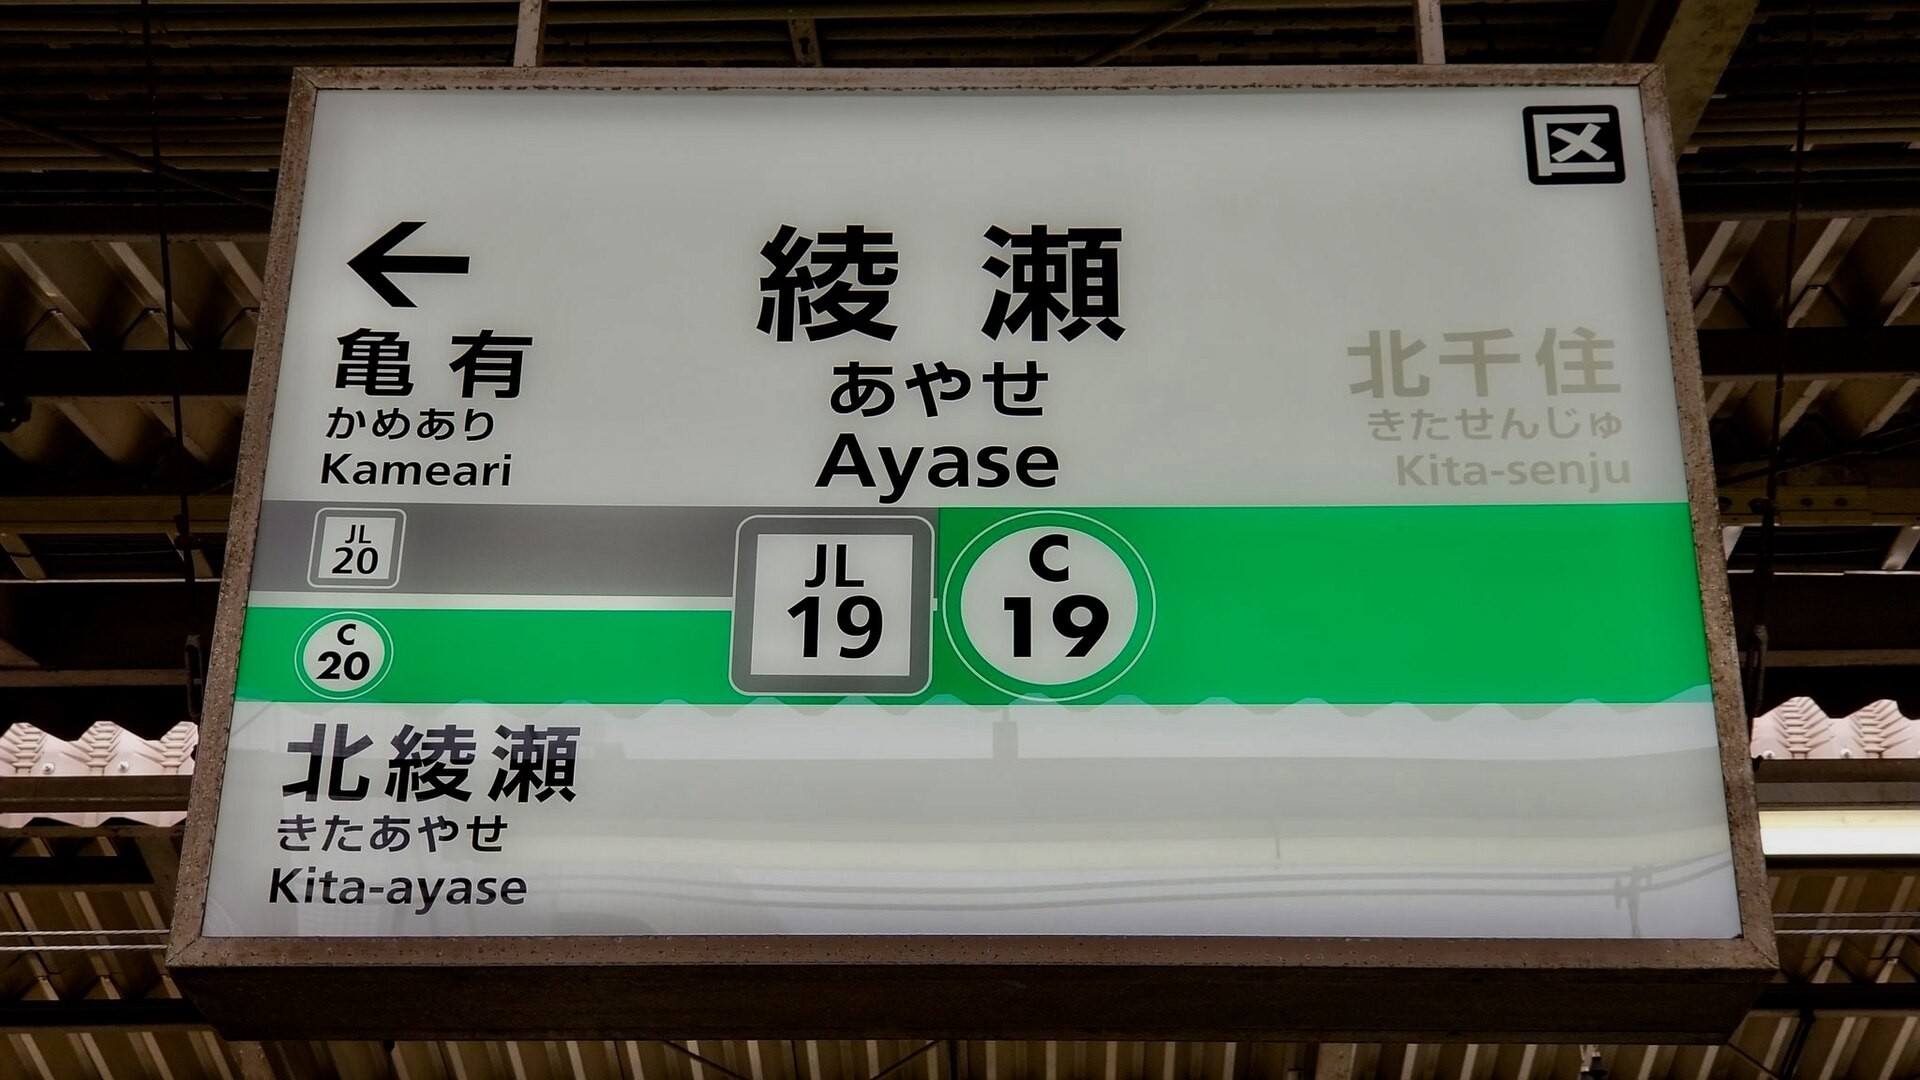 区
←
綾瀬
あやせ
Ayase
亀有
かめあり
Kameari
北千住
きたせんじゅ
Kita-senju
JL
20
JL
19
C
19
C
20
北綾瀬
きたあやせ
Kita-ayase